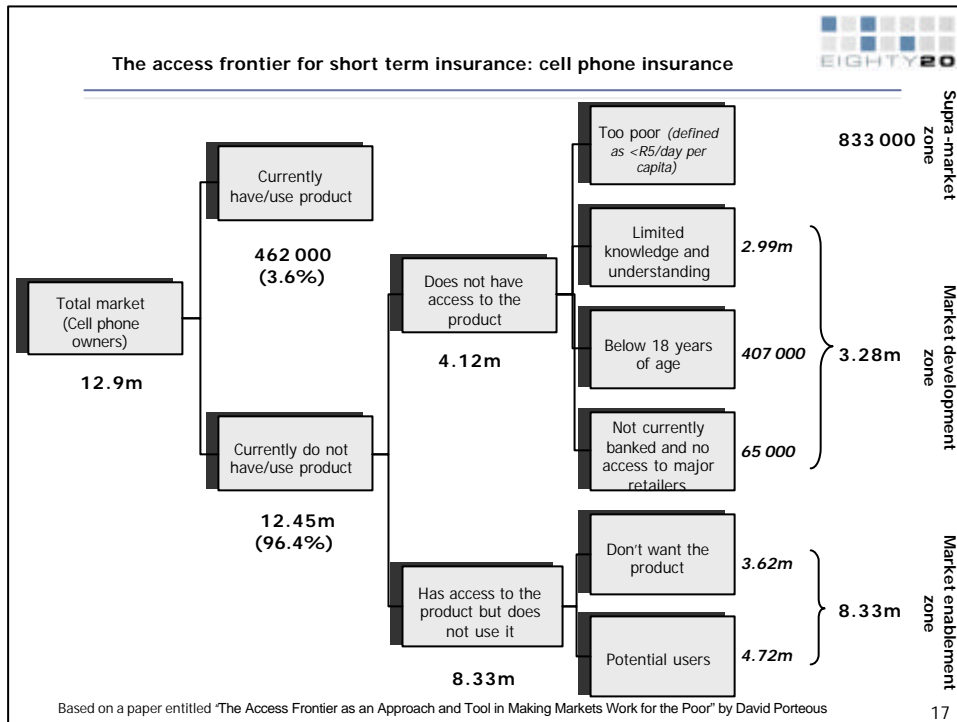 The access frontier for short term insurance: cell phone insurance
EIGHTY20
Total market
(Cell phone
owners)
12.9m
Currently
have/use product
462 000
(3.6%)
Currently do not
have/use product
12.45m
(96.4%)
Does not have
access to the
product
4.12m
Has access to the
product but does
not use it
8.33m
Too poor (defined
as <R5/day per
capita)
833 000
Supra-market
zone
Limited
knowledge and
understanding
2.99m
Below 18 years
of age
407 000
Not currently
banked and no
access to major
retailers
65 000
3.28m
Market development
zone
Don't want the
product
3.62m
Potential users
4.72m
8.33m
Market enablement
zone
Based on a paper entitled “The Access Frontier as an Approach and Tool in Making Markets Work for the Poor” by David Porteous
17